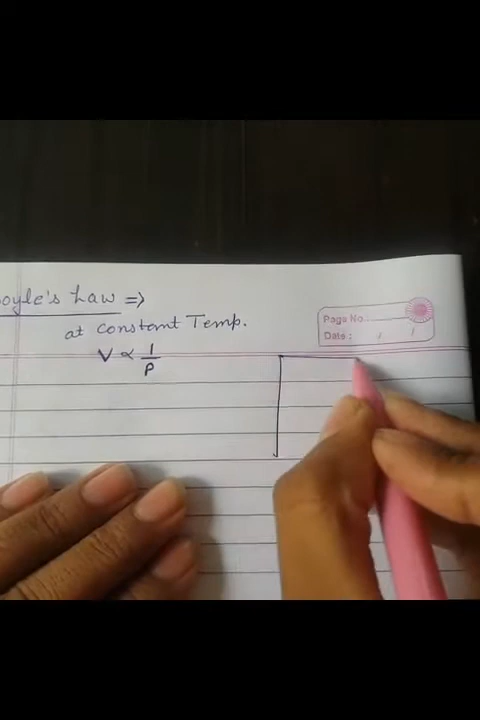 oyle's Law ⇒
at constant Temp.
V ∝ 1/P
Page No.
Date :    /    /